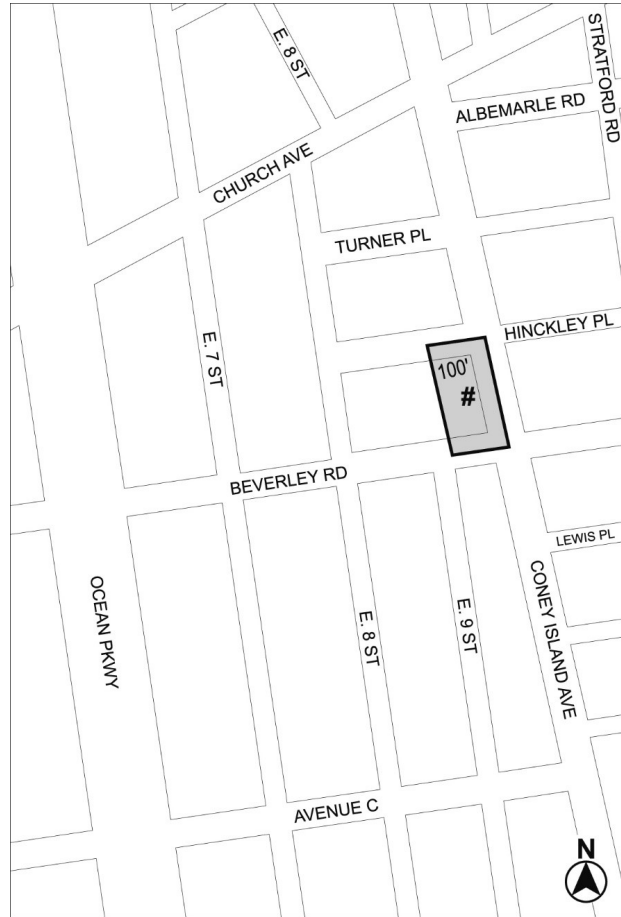 E. 8 ST
STRATFORD RD
ALBEMARLE RD
CHURCH AVE
TURNER PL
HINCKLEY PL
E. 7 ST
100'
#
BEVERLEY RD
LEWIS PL
OCEAN PKWY
E. 8 ST
E. 9 ST
CONEY ISLAND AVE
AVENUE C
N